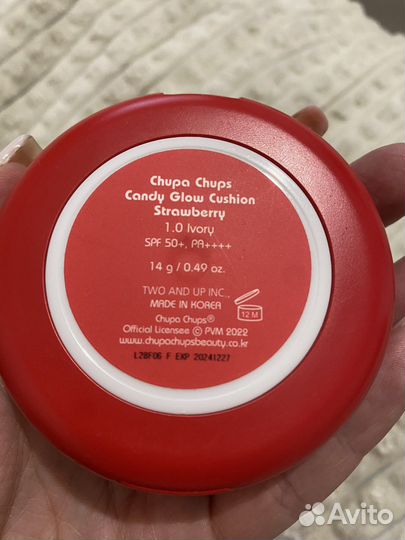 Chupa Chups
Candy Glow Cushion
Strawberry
1.0 Ivory
SPF 50+, PA++++
14 g / 0.49 oz.
TWO AND UP INC.,
MADE IN KOREA
12 M
Chupa Chups®
Official Licensee © PVM 2022
www.chupachupsbeauty.co.kr
L28F06 F EXP 20241227
Avito